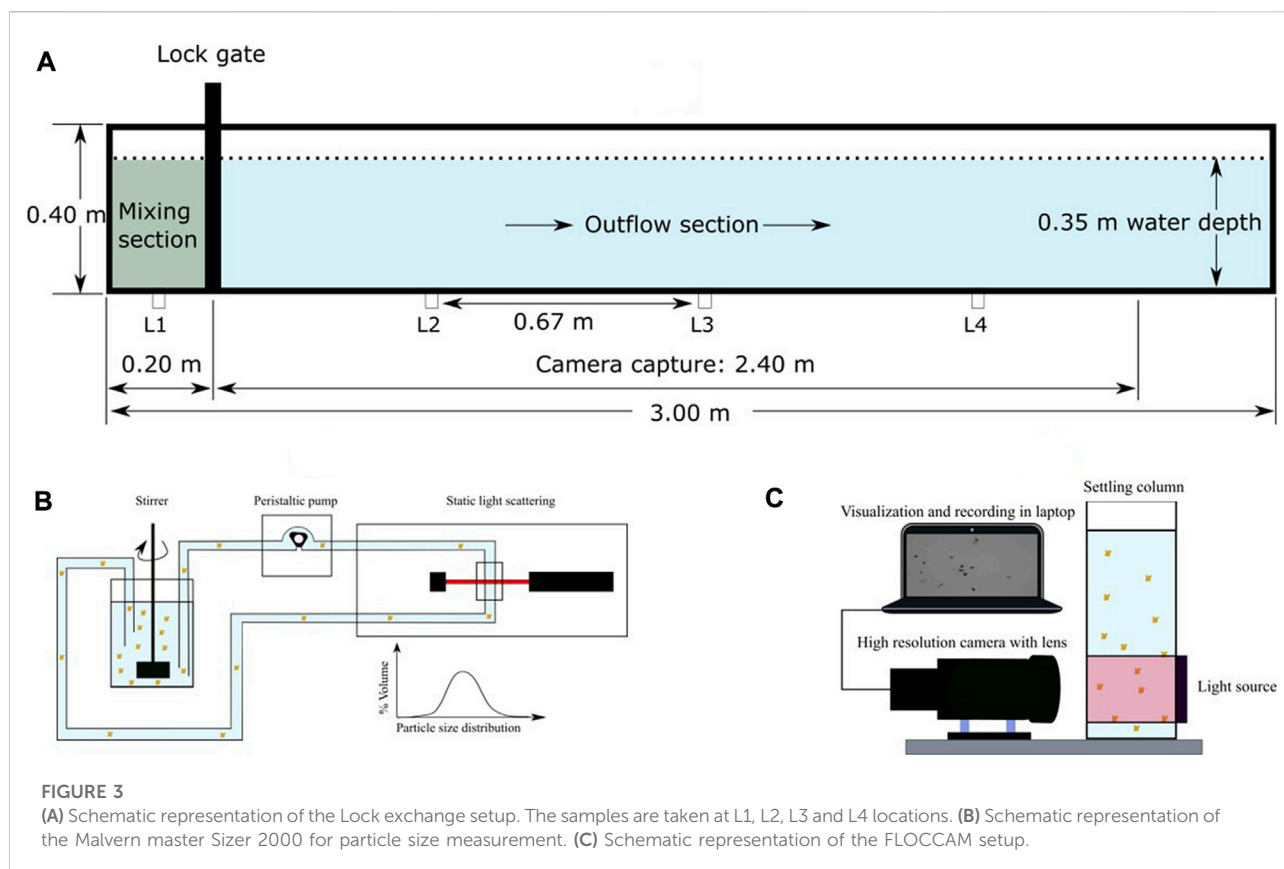 A
Lock gate
0.40 m
Mixing
section
Outflow section
0.35 m water depth
L1
L2
0.67 m
L3
L4
0.20 m
Camera capture: 2.40 m
3.00 m
B
Stirrer
Peristaltic pump
Static light scattering
% Volume
Particle size distribution
C
Settling column
Visualization and recording in laptop
High resolution camera with lens
Light source
FIGURE 3
(A) Schematic representation of the Lock exchange setup. The samples are taken at L1, L2, L3 and L4 locations. (B) Schematic representation of
the Malvern master Sizer 2000 for particle size measurement. (C) Schematic representation of the FLOCCAM setup.